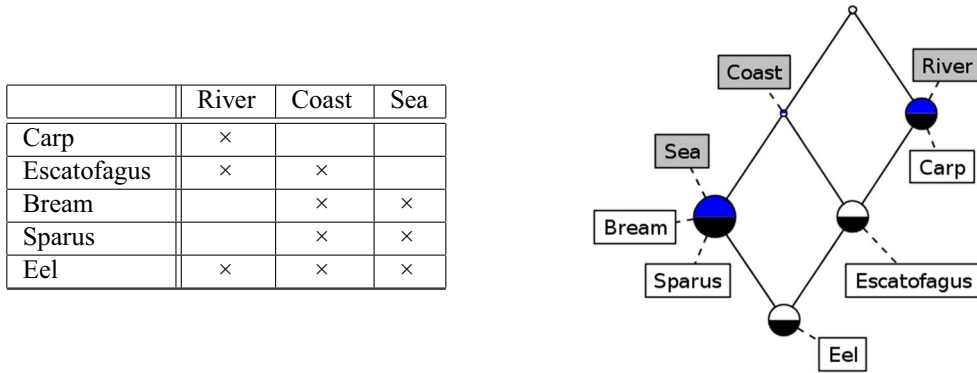 River Coast Sea
Carp ×
Escatofagus × ×
Bream × ×
Sparus × ×
Eel × × ×
Coast
River
Sea
Carp
Bream
Sparus
Escatofagus
Eel